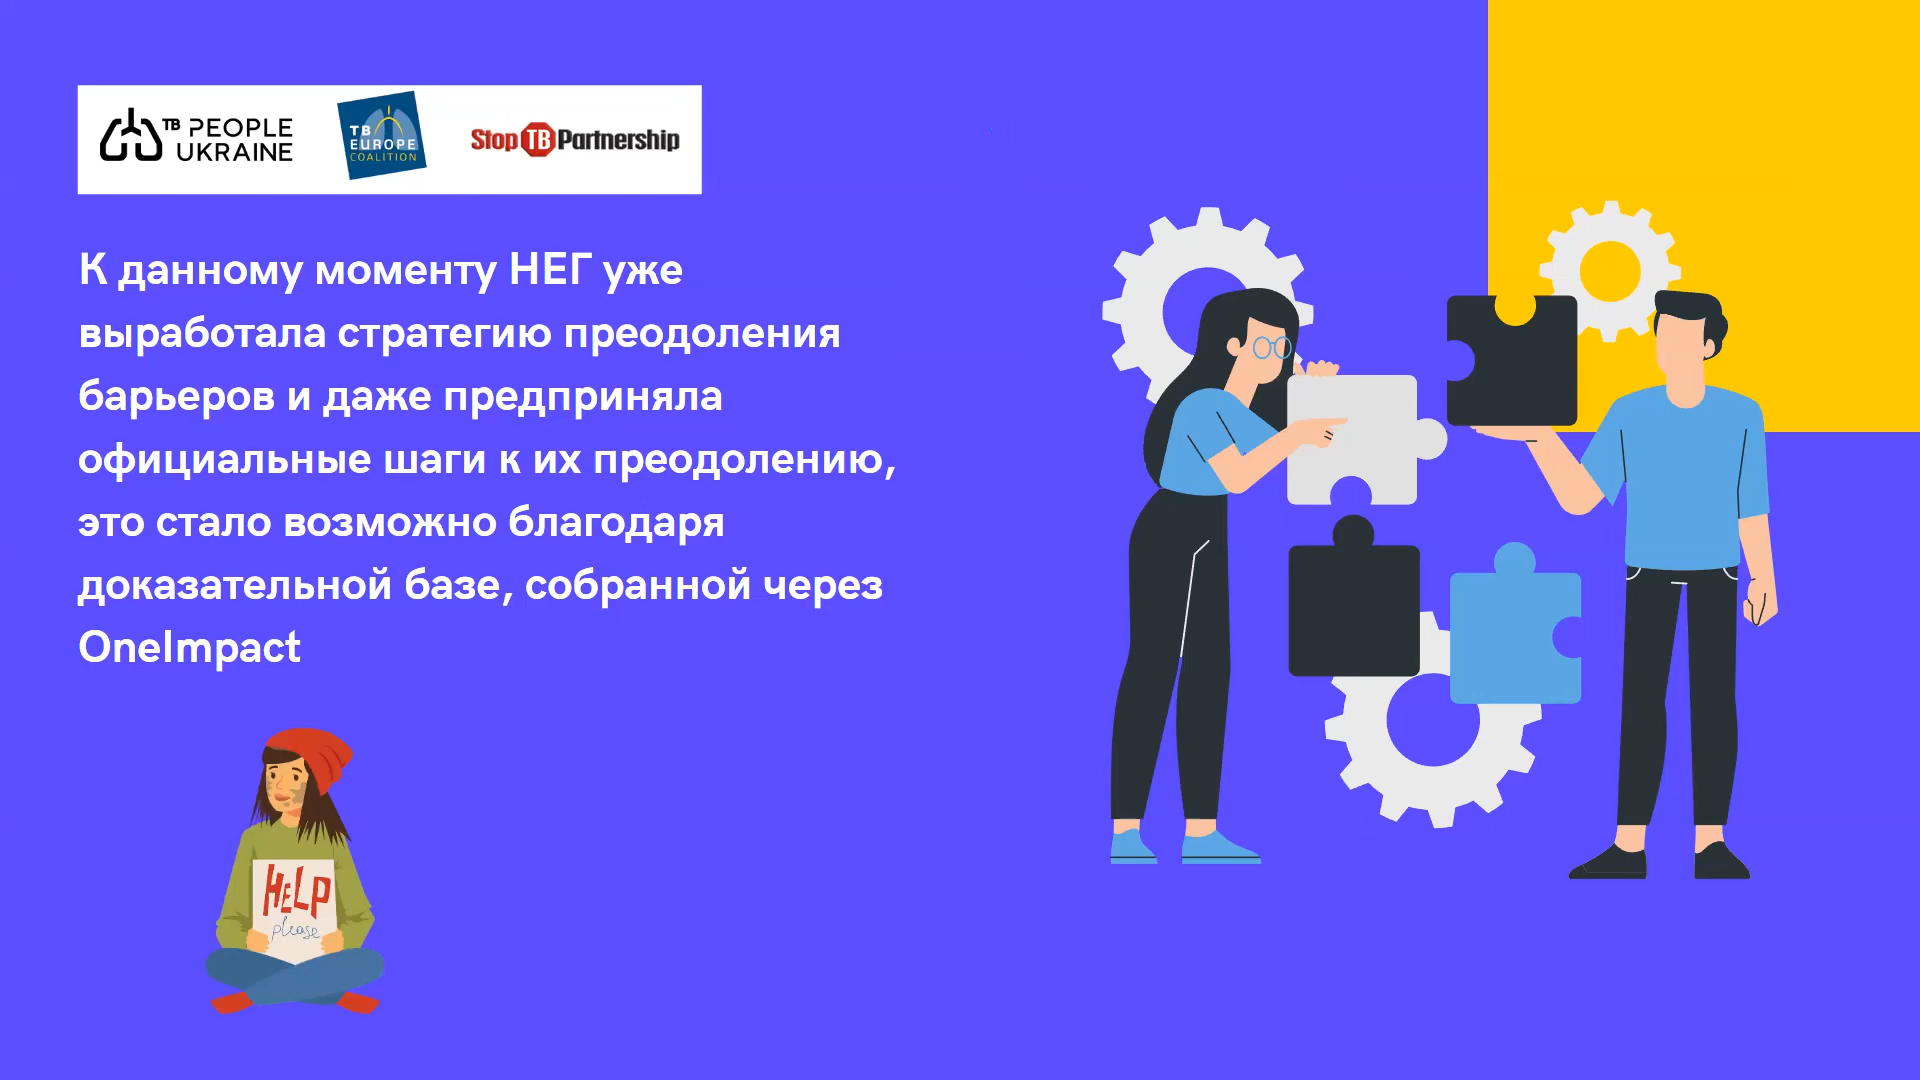 TB PEOPLE
UKRAINE
TB
EUROPE
COALITION
Stop TB Partnership
К данному моменту НЕГ уже
выработала стратегию преодоления
барьеров и даже предприняла
официальные шаги к их преодолению,
это стало возможно благодаря
доказательной базе, собранной через
OneImpact
HELP
please